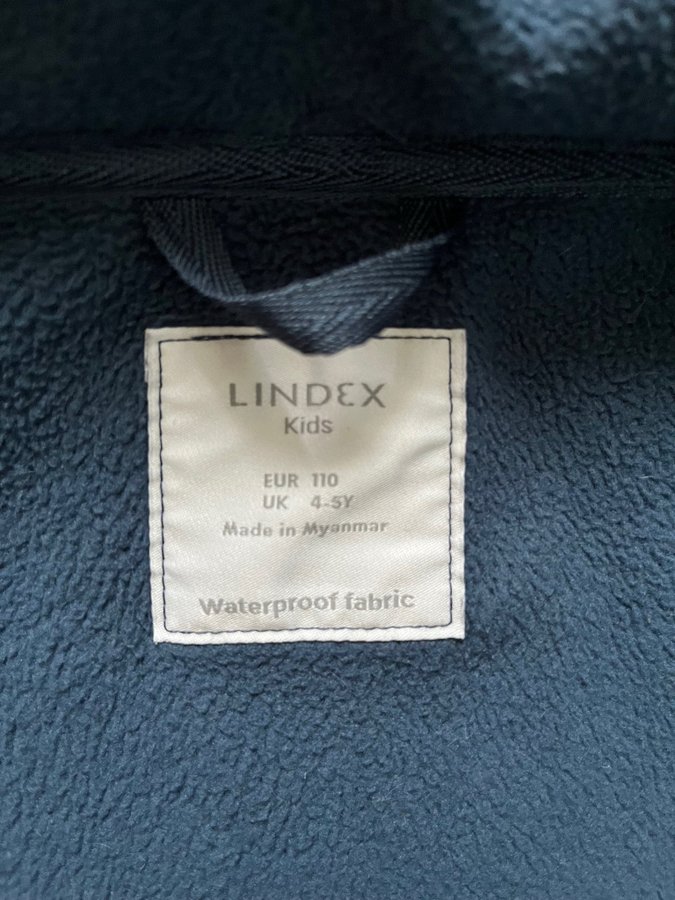 LINDEX
Kids
EUR 110
UK 4-5Y
Made in Myanmar
Waterproof fabric